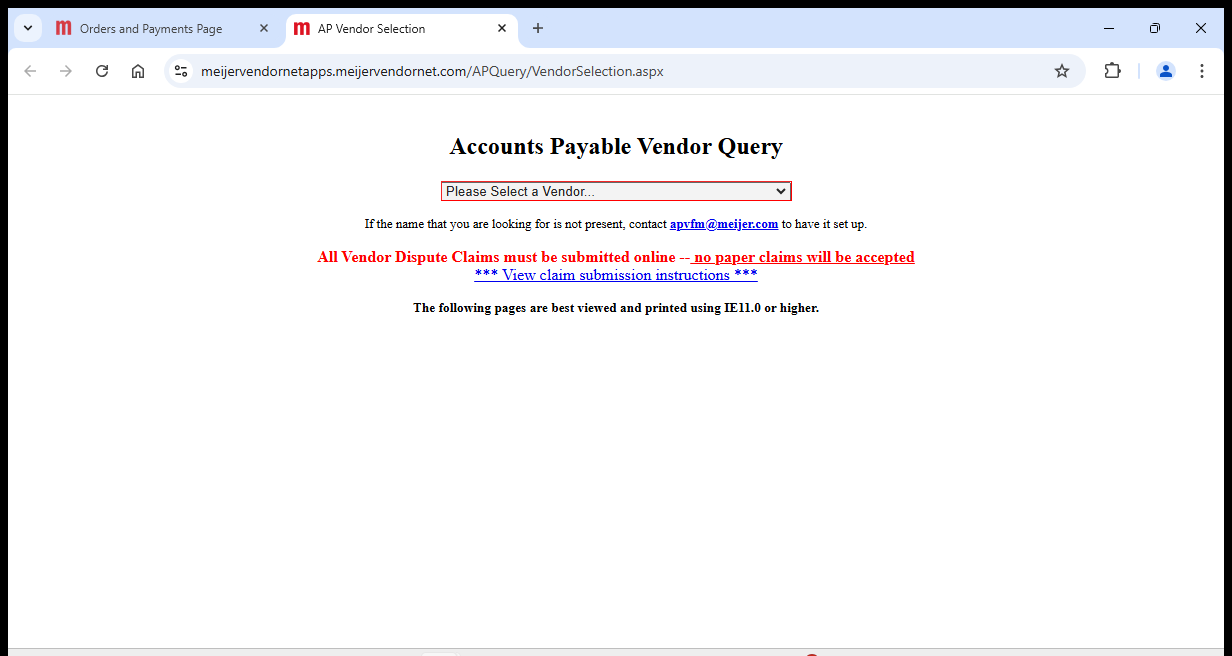 Orders and Payments Page
AP Vendor Selection
meijervendornetapps.meijervendornet.com/APQuery/VendorSelection.aspx
Accounts Payable Vendor Query
Please Select a Vendor...
If the name that you are looking for is not present, contact apvfm@meijer.com to have it set up.
All Vendor Dispute Claims must be submitted online -- no paper claims will be accepted
*** View claim submission instructions ***
The following pages are best viewed and printed using IE11.0 or higher.